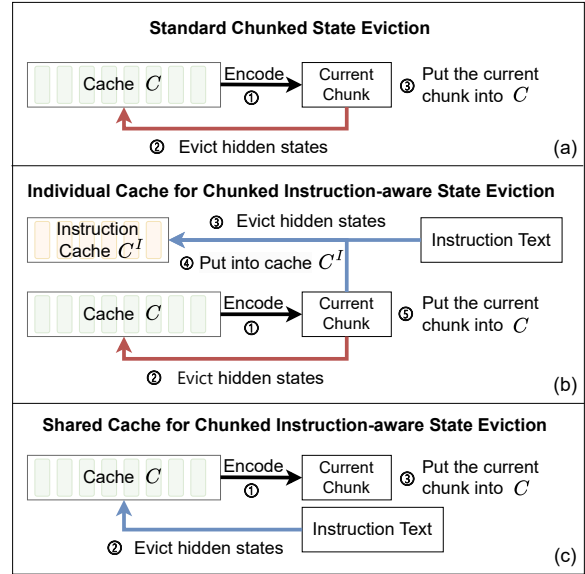 Standard Chunked State Eviction
Cache C
Encode
①
Current
Chunk
③ Put the current
chunk into C
② Evict hidden states
(a)
Individual Cache for Chunked Instruction-aware State Eviction
③ Evict hidden states
Instruction
Cache C^I
Instruction Text
④ Put into cache C^I
Cache C
Encode
①
Current
Chunk
⑤ Put the current
chunk into C
② Evict hidden states
(b)
Shared Cache for Chunked Instruction-aware State Eviction
Cache C
Encode
①
Current
Chunk
③ Put the current
chunk into C
Instruction Text
② Evict hidden states
(c)